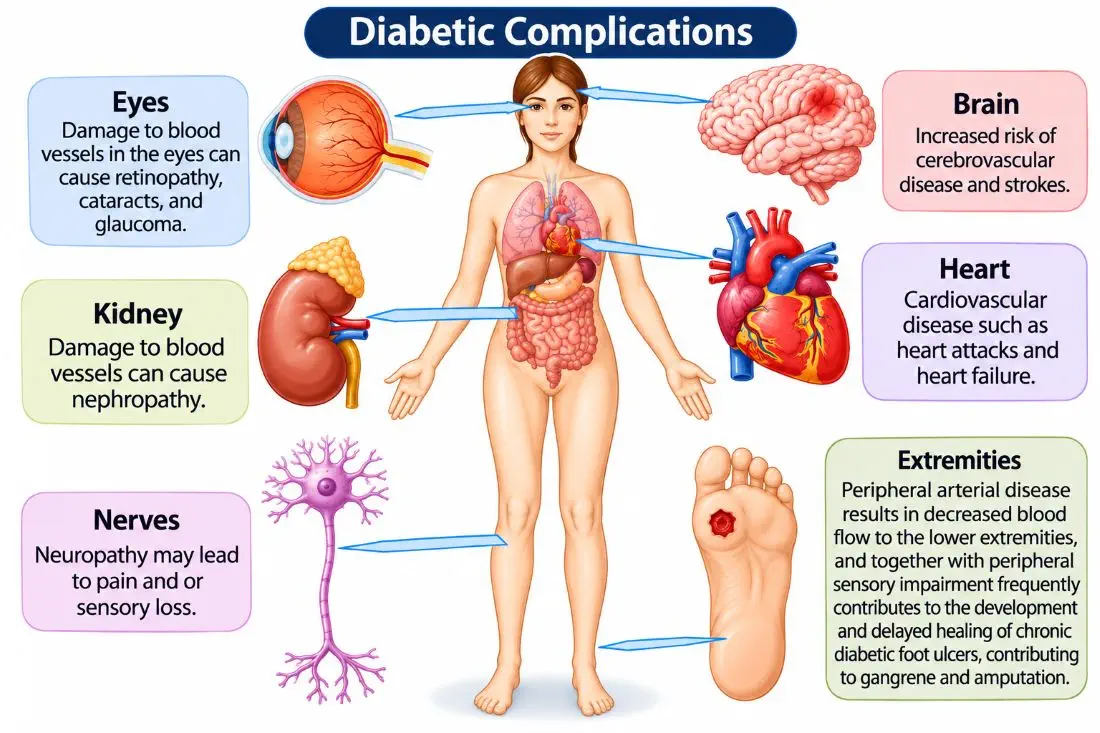 Diabetic Complications
Eyes
Damage to blood
vessels in the eyes can
cause retinopathy,
cataracts, and
glaucoma.
Brain
Increased risk of
cerebrovascular
disease and strokes.
Kidney
Damage to blood
vessels can cause
nephropathy.
Heart
Cardiovascular
disease such as
heart attacks and
heart failure.
Nerves
Neuropathy may lead
to pain and or
sensory loss.
Extremities
Peripheral arterial disease
results in decreased blood
flow to the lower extremities,
and together with peripheral
sensory impairment frequently
contributes to the development
and delayed healing of chronic
diabetic foot ulcers, contributing
to gangrene and amputation.